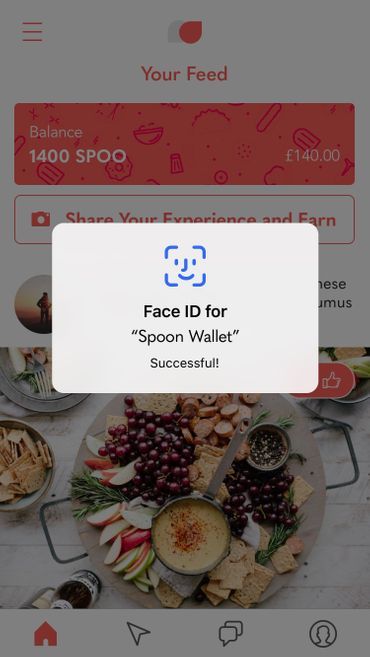 Your Feed
Balance
1400 SPOO
£140.00
Share Your Experience and Earn
nese
umus
Face ID for
“Spoon Wallet”
Successful!